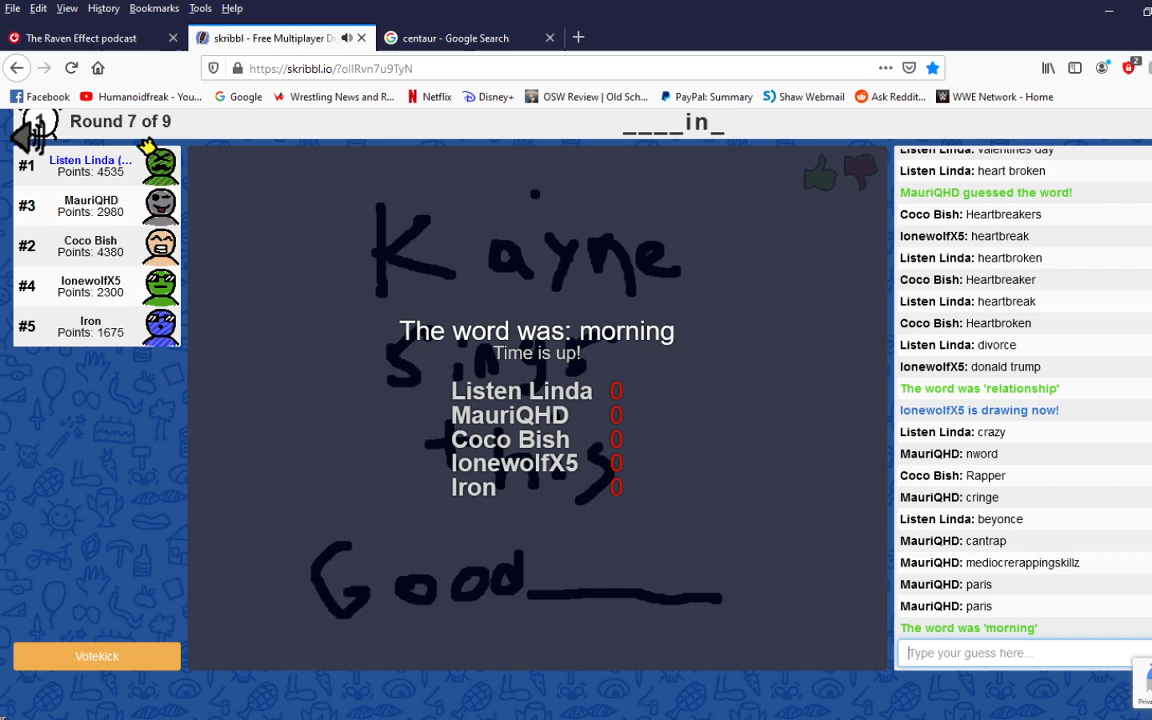 File Edit View History Bookmarks Tools Help
The Raven Effect podcast
skribbl - Free Multiplayer Dr
centaur - Google Search
https://skribbl.io/?olIRvn7u9TyN
2
Facebook Humanoidfreak - You... Google Wrestling News and R... Netflix Disney+ OSW Review | Old Sch... PayPal: Summary Shaw Webmail Ask Reddit... WWE Network - Home
Round 7 of 9
____in_
#1 Listen Linda (...
Points: 4535
#3 MauriQHD
Points: 2980
#2 Coco Bish
Points: 4380
#4 lonewolfX5
Points: 2300
#5 Iron
Points: 1675
Votekick
Kayne
sings
this
Good______
The word was: morning
Time is up!
Listen Linda 0
MauriQHD 0
Coco Bish 0
lonewolfX5 0
Iron 0
Listen Linda: valentines day
Listen Linda: heart broken
MauriQHD guessed the word!
Coco Bish: Heartbreakers
lonewolfX5: heartbreak
Listen Linda: heartbroken
Coco Bish: Heartbreaker
Listen Linda: heartbreak
Coco Bish: Heartbroken
Listen Linda: divorce
lonewolfX5: donald trump
The word was 'relationship'
lonewolfX5 is drawing now!
Listen Linda: crazy
MauriQHD: nword
Coco Bish: Rapper
MauriQHD: cringe
Listen Linda: beyonce
MauriQHD: cantrap
MauriQHD: mediocrerappingskillz
MauriQHD: paris
MauriQHD: paris
The word was 'morning'
Type your guess here...